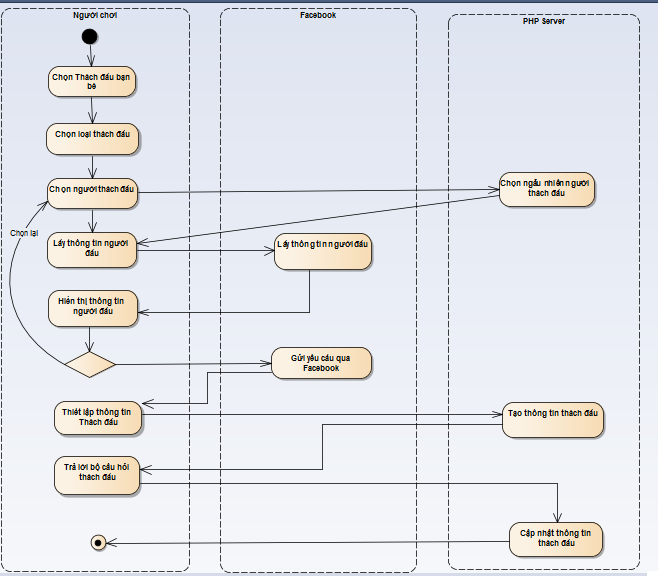 Người chơi
Facebook
PHP Server
Chọn Thách đấu bạn
bè
Chọn loại thách đấu
Chọn người thách đấu
Chọn ngẫu nhiên người
thách đấu
Chọn lại
Lấy thông tin người
đấu
Lấy thông tin người đấu
Hiển thị thông tin
người đấu
Gửi yêu cầu qua
Facebook
Thiết lập thông tin
Thách đấu
Tạo thông tin thách đấu
Trả lời bộ câu hỏi
thách đấu
Cập nhật thông tin
thách đấu